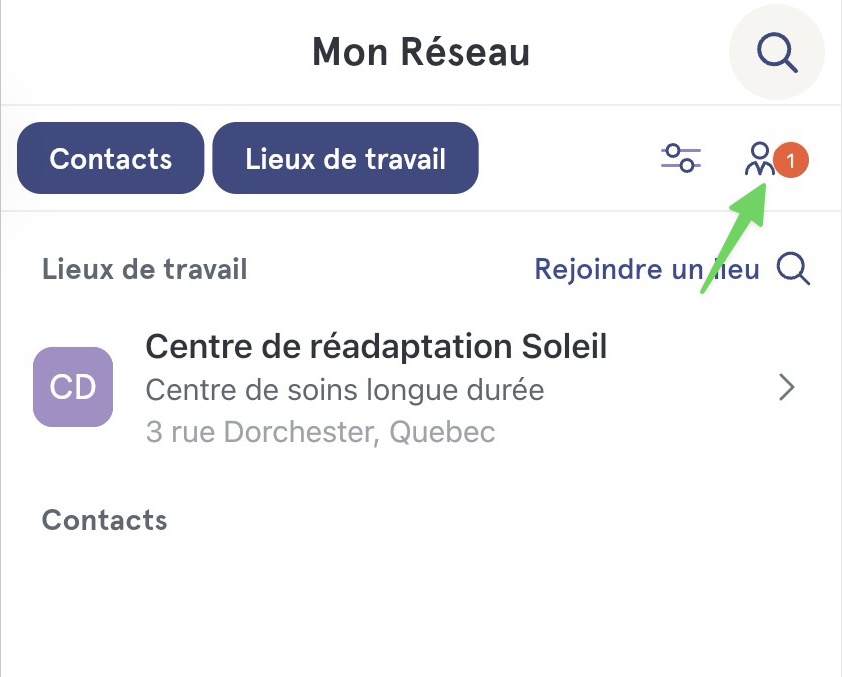 Mon Réseau
Contacts
Lieux de travail
1
Lieux de travail
Rejoindre un lieu
CD
Centre de réadaptation Soleil
Centre de soins longue durée
3 rue Dorchester, Quebec
Contacts